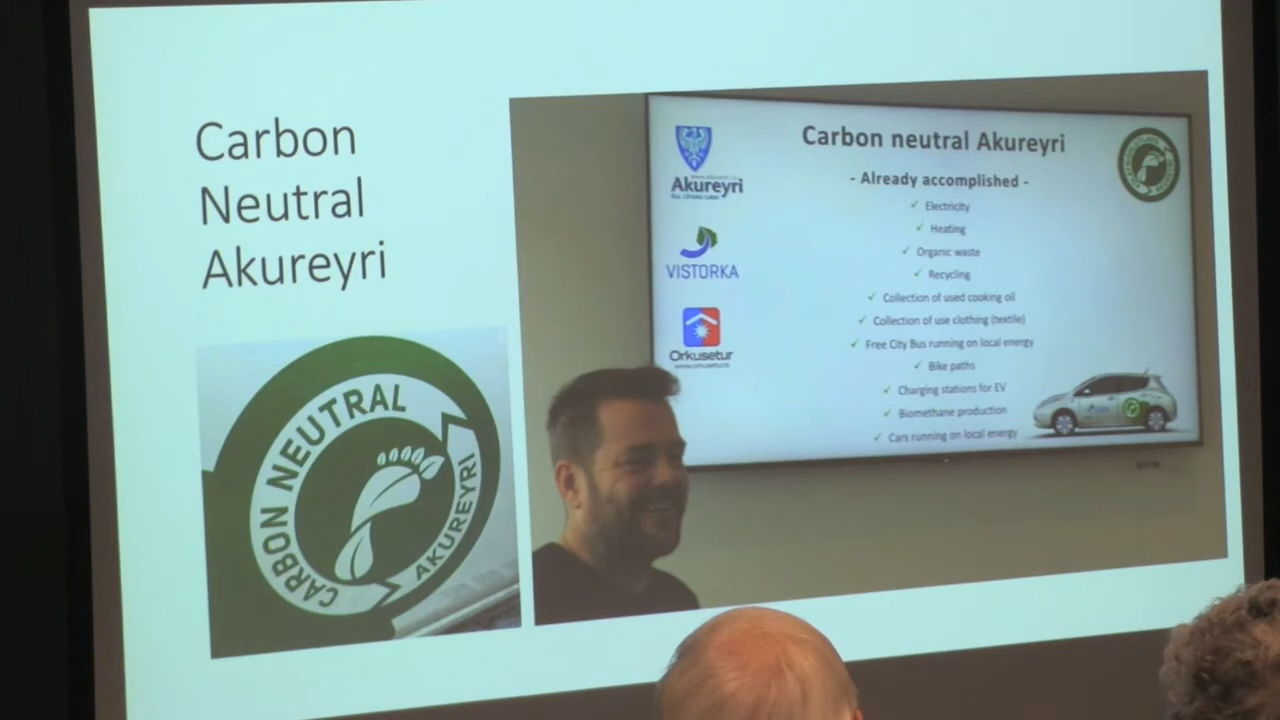 Carbon
Neutral
Akureyri
CARBON NEUTRAL
AKUREYRI
Akureyri
VISTORKA
Orkusetur
Carbon neutral Akureyri
- Already accomplished -
✓ Electricity
✓ Heating
✓ Organic waste
✓ Recycling
✓ Collection of used cooking oil
✓ Collection of use clothing (textile)
✓ Free City Bus running on local energy
✓ Bike paths
✓ Charging stations for EV
✓ Biomethane production
✓ Cars running on local energy